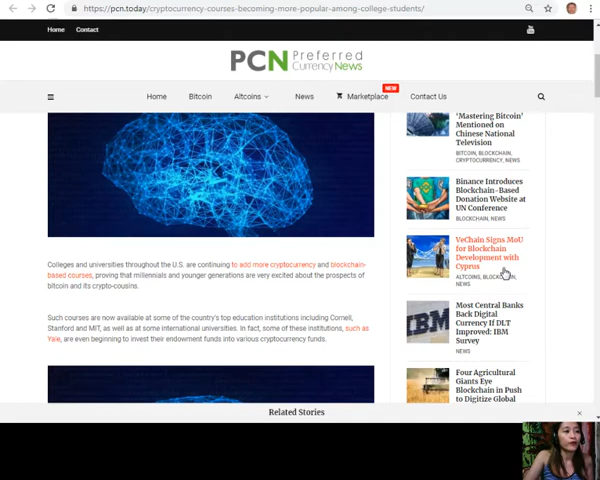 https://pcn.today/cryptocurrency-courses-becoming-more-popular-among-college-students/
Home Contact
PCN Preferred
Currency News
NEW
Home Bitcoin Altcoins News Marketplace Contact Us
Colleges and universities throughout the U.S. are continuing to add more cryptocurrency and blockchain-
based courses, proving that millennials and younger generations are very excited about the prospects of
bitcoin and its crypto-cousins.
Such courses are now available at some of the country's top education institutions including Cornell,
Stanford and MIT, as well as at some international universities. In fact, some of these institutions, such as
Yale, are even beginning to invest their endowment funds into various cryptocurrency funds.
'Mastering Bitcoin'
Mentioned on
Chinese National
Television
BITCOIN, BLOCKCHAIN,
CRYPTOCURRENCY, NEWS
Binance Introduces
Blockchain-Based
Donation Website at
UN Conference
BLOCKCHAIN, NEWS
VeChain Signs MoU
for Blockchain
Development with
Cyprus
ALTCOINS, BLOCKCHAIN,
NEWS
IBM
Most Central Banks
Back Digital
Currency If DLT
Improved: IBM
Survey
NEWS
Four Agricultural
Giants Eye
Blockchain in Push
to Digitize Global
Related Stories